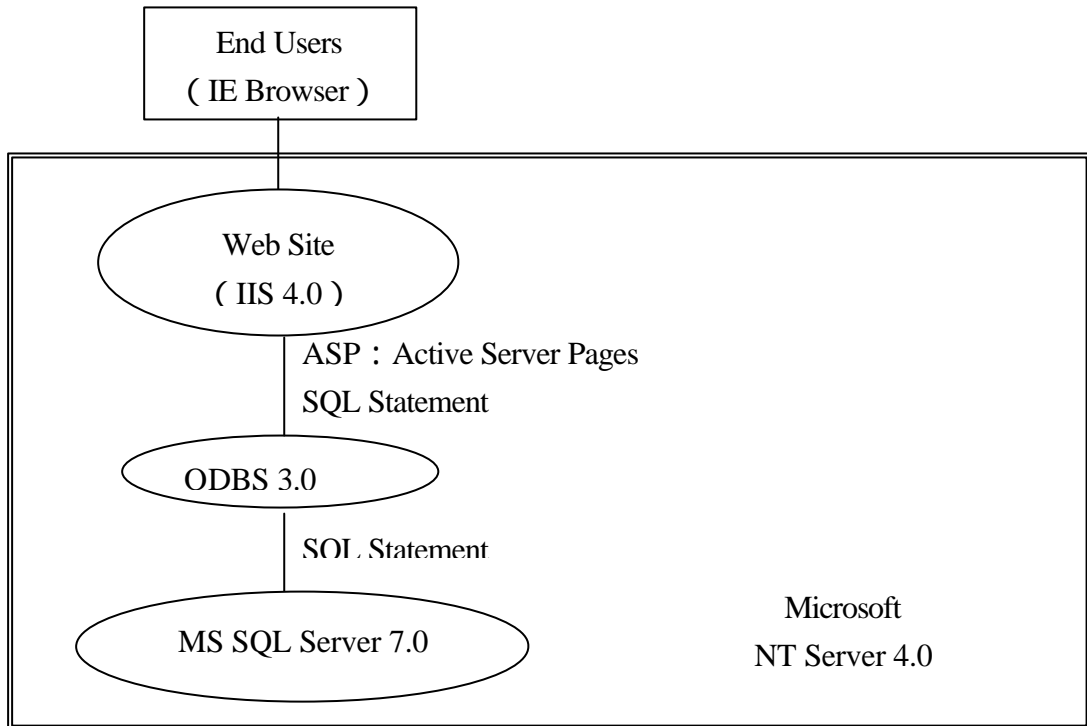 End Users
（IE Browser）
Web Site
（IIS 4.0）
ASP：Active Server Pages
SQL Statement
ODBS 3.0
SQL Statement
MS SQL Server 7.0
Microsoft
NT Server 4.0